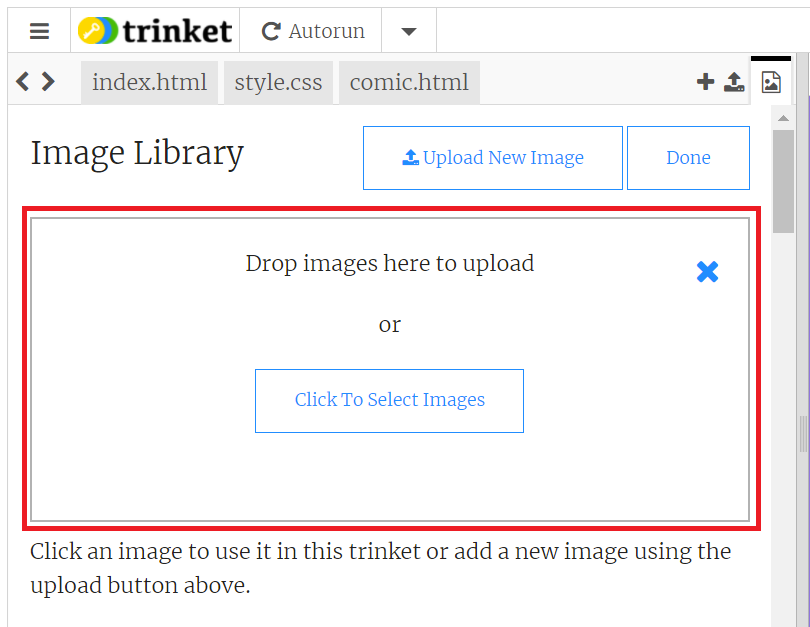 trinket Autorun
index.html style.css comic.html
Image Library Upload New Image Done
Drop images here to upload
or
Click To Select Images
Click an image to use it in this trinket or add a new image using the
upload button above.